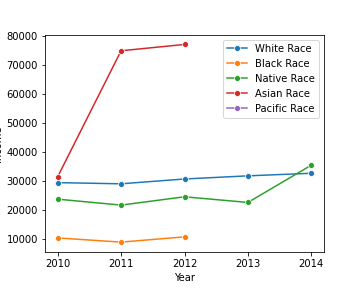 80000
70000
60000
50000
40000
30000
20000
10000
2010 2011 2012 2013 2014
Year
White Race
Black Race
Native Race
Asian Race
Pacific Race